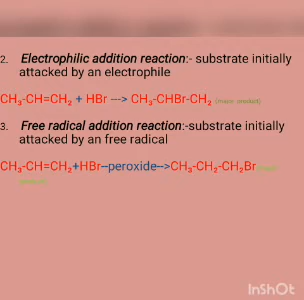 2. Electrophilic addition reaction:- substrate initially
attacked by an electrophile
CH₃-CH=CH₂ + HBr ---> CH₃-CHBr-CH₂ (major product)
3. Free radical addition reaction:-substrate initially
attacked by an free radical
CH₃-CH=CH₂+HBr--peroxide-->CH₃-CH₂-CH₂Br
InShOt